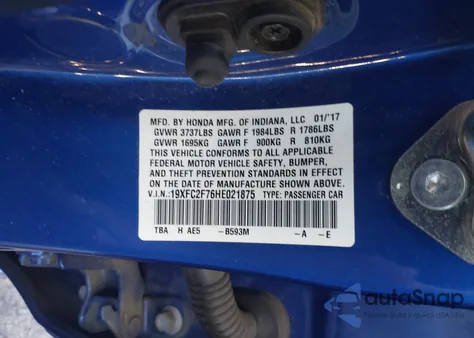 MFD. BY HONDA MFG. OF INDIANA, LLC 01/'17
GVWR 3737LBS GAWR F 1984LBS R 1786LBS
GVWR 1695KG GAWR F 900KG R 810KG
THIS VEHICLE CONFORMS TO ALL APPLICABLE
FEDERAL MOTOR VEHICLE SAFETY, BUMPER,
AND THEFT PREVENTION STANDARDS IN EFFECT
ON THE DATE OF MANUFACTURE SHOWN ABOVE.
V.I.N.:19XFC2F76HE021875 TYPE: PASSENGER CAR
TBA H AE5 -B593M -A -E
autoSnap